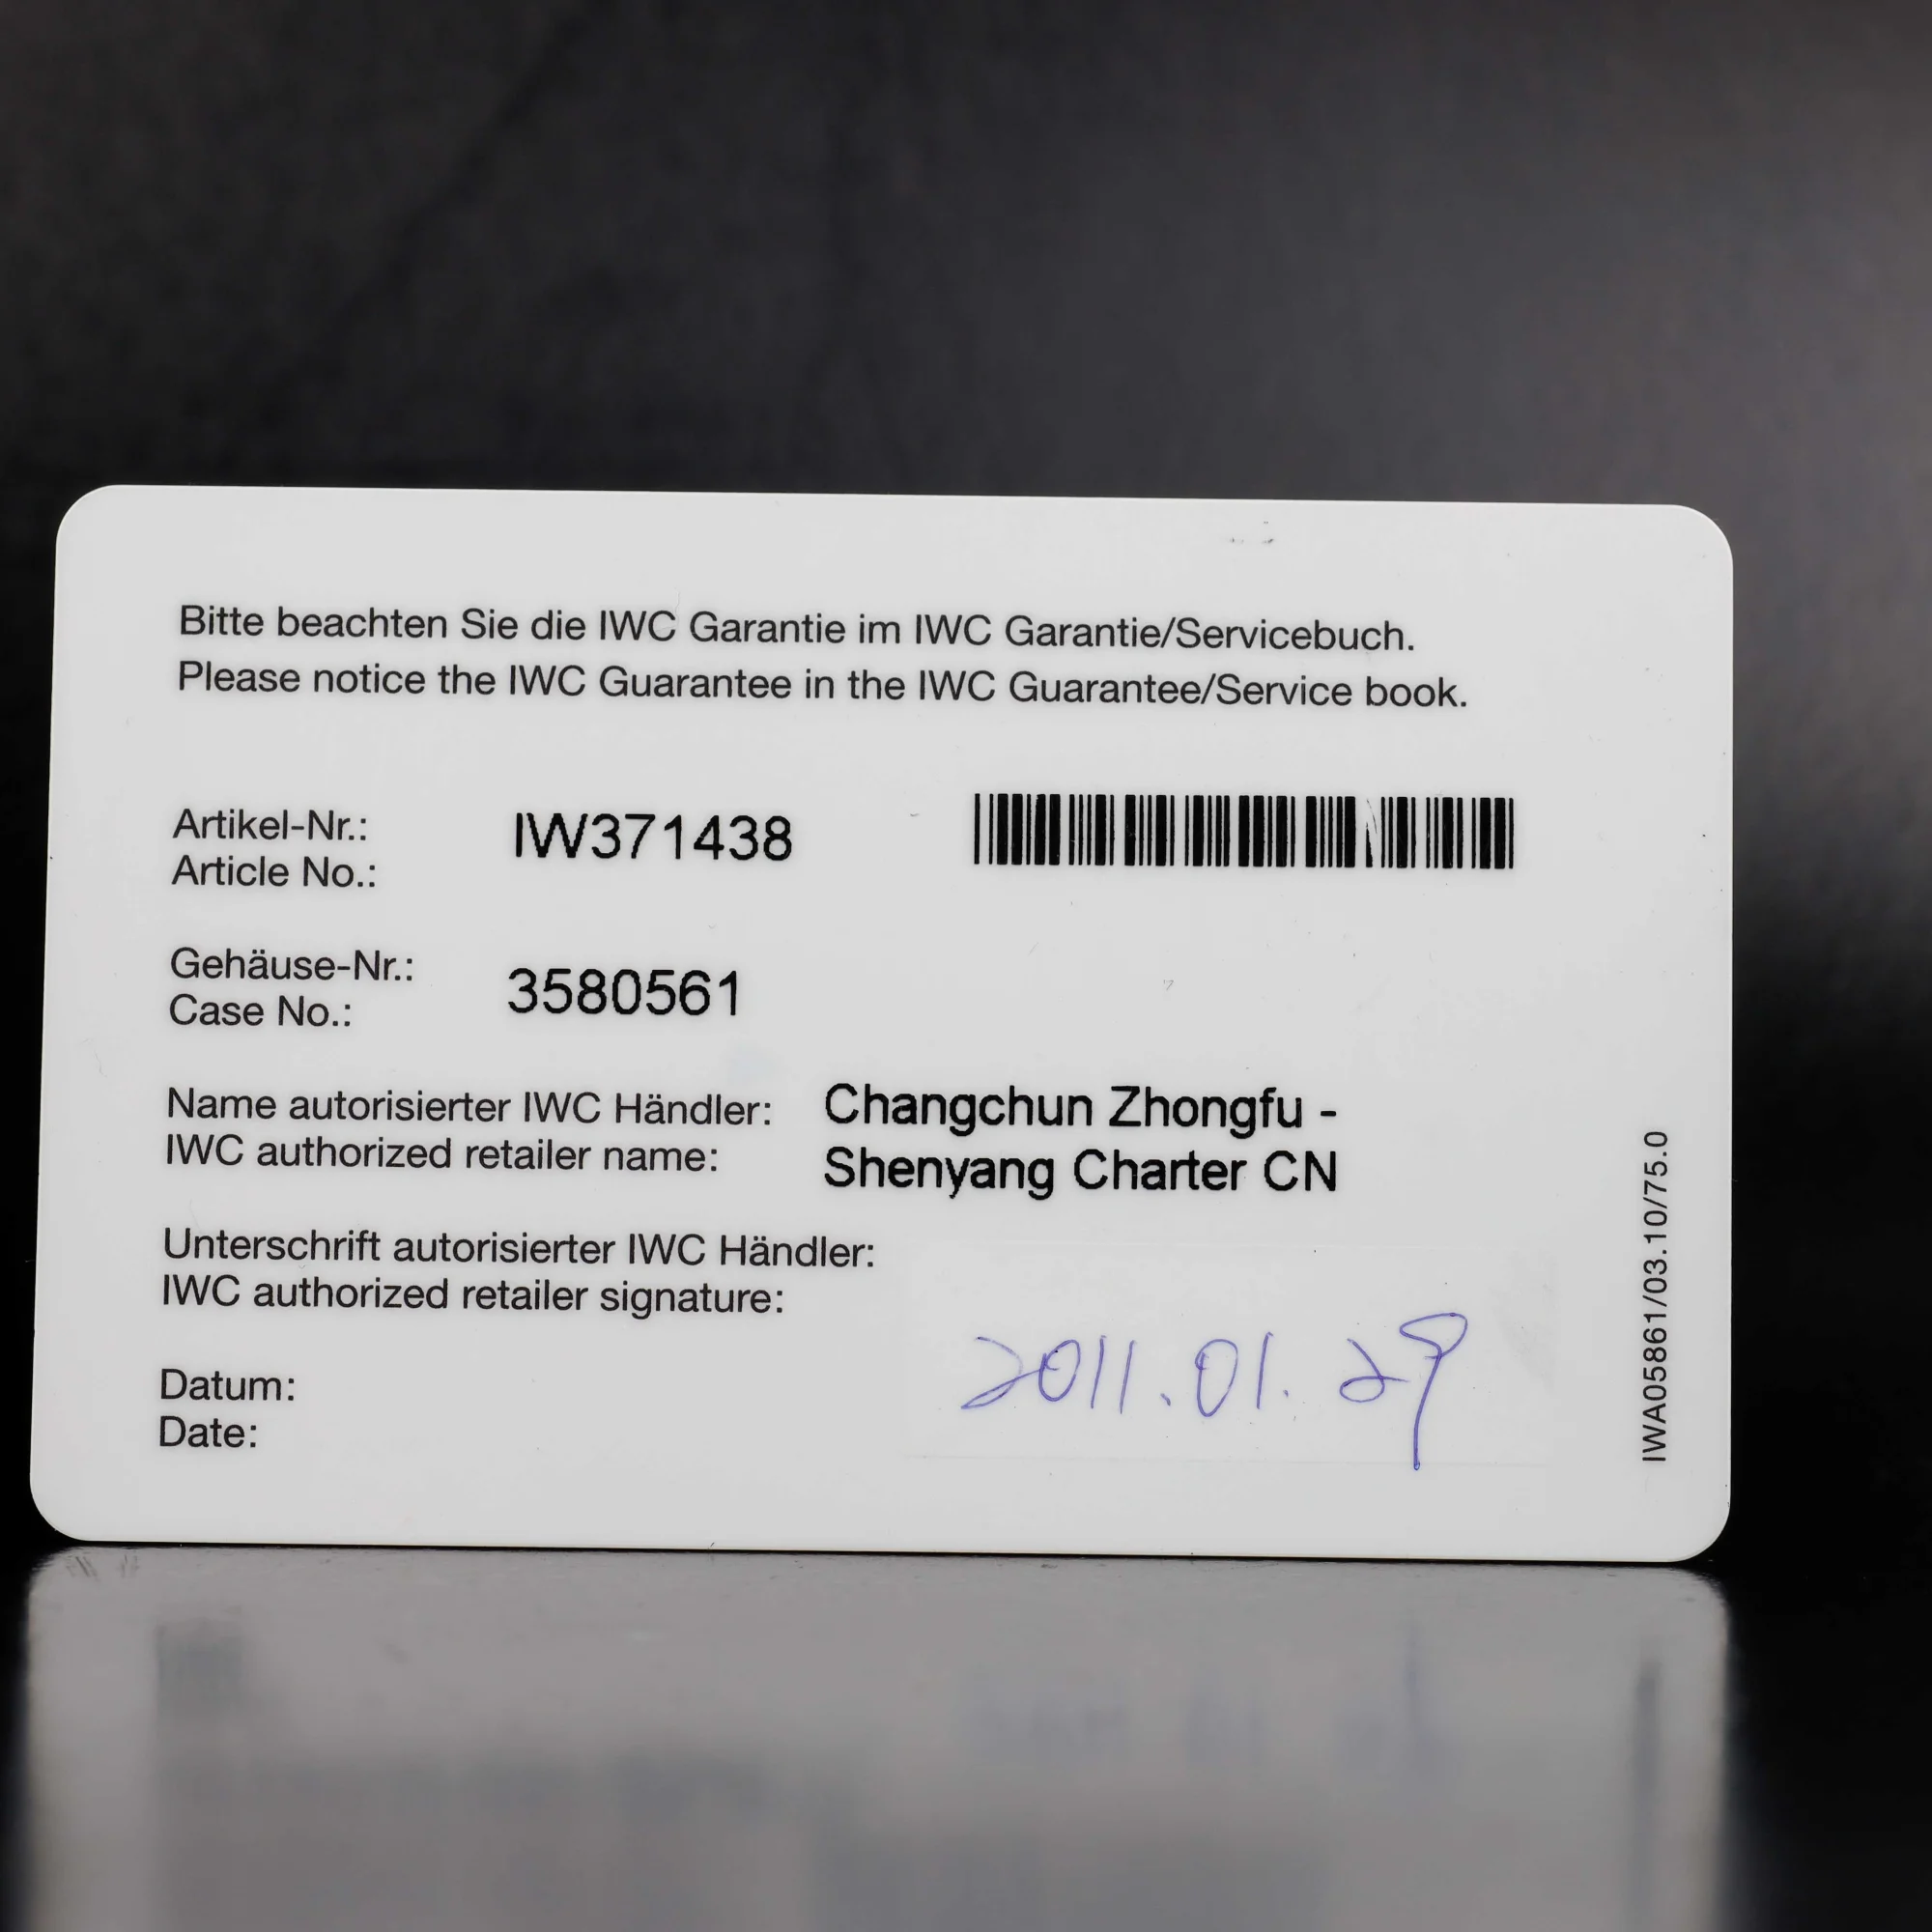 Bitte beachten Sie die IWC Garantie im IWC Garantie/Servicebuch.
Please notice the IWC Guarantee in the IWC Guarantee/Service book.
Artikel-Nr.: IW371438
Article No.:
Gehäuse-Nr.: 3580561
Case No.:
Name autorisierter IWC Händler: Changchun Zhongfu -
IWC authorized retailer name: Shenyang Charter CN
Unterschrift autorisierter IWC Händler:
IWC authorized retailer signature:
2011.01.29
Datum:
Date:
IWA05861/03.10/75.0